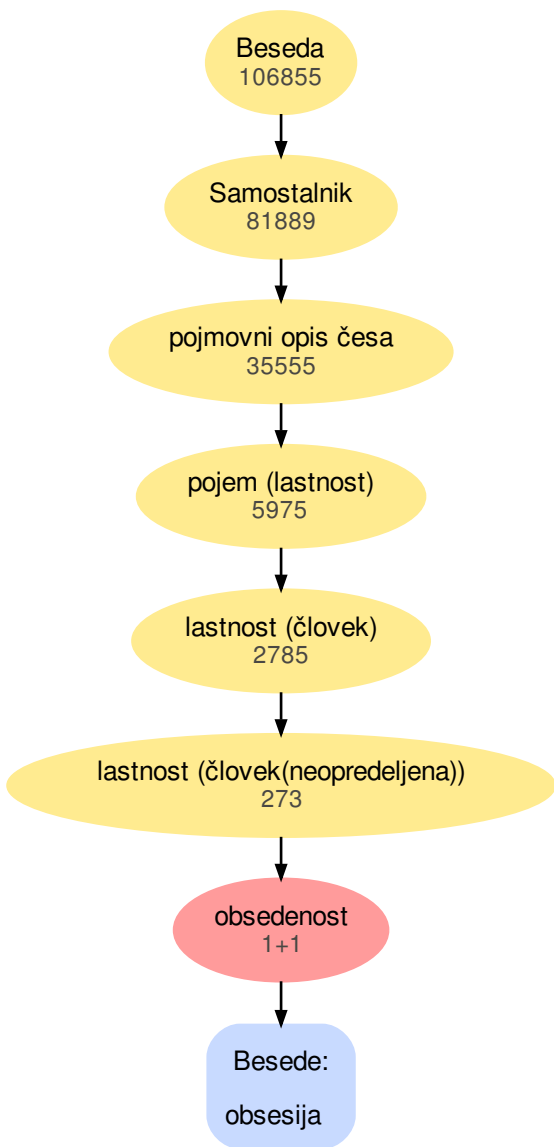 Beseda
106855
Samostalnik
81889
pojmovni opis česa
35555
pojem (lastnost)
5975
lastnost (človek)
2785
lastnost (človek(neopredeljena))
273
obsedenost
1+1
Besede:
obsesija